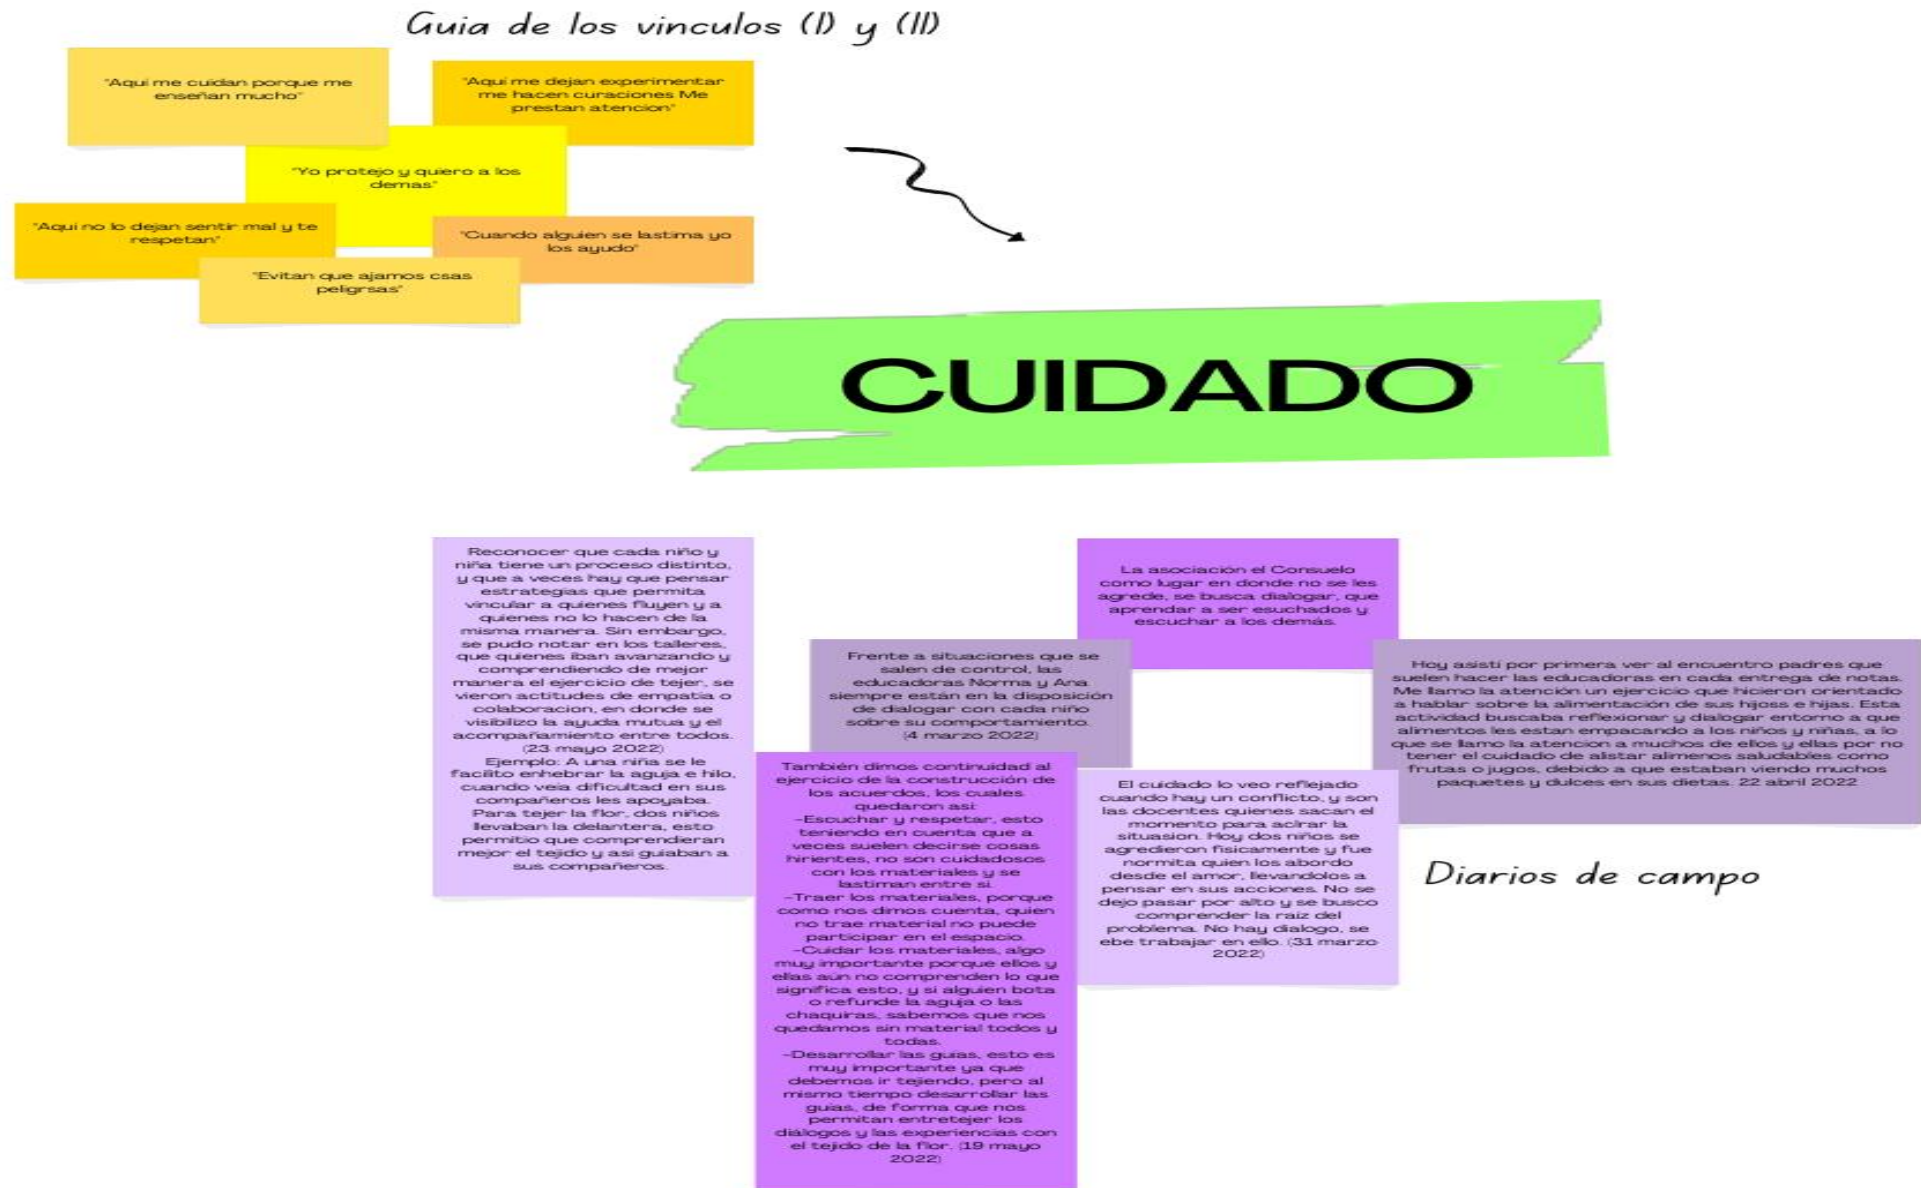 Guia de los vinculos (I) y (II)
"Aqui me cuidan porque me
enseñan mucho"
"Aqui me dejan experimentar
me hacen curaciones Me
prestan atencion"
"Yo protejo y quiero a los
demas"
"Aqui no lo dejan sentir mal y te
respetan"
"Cuando alguien se lastima yo
los ayudo"
"Evitan que ajamos csas
peligrsas"
CUIDADO
Reconocer que cada niño y
niña tiene un proceso distinto,
y que a veces hay que pensar
estrategias que permita
vincular a quienes fluyen y a
quienes no lo hacen de la
misma manera. Sin embargo,
se pudo notar en los talleres,
que quienes iban avanzando y
comprendiendo de mejor
manera el ejercicio de tejer, se
vieron actitudes de empatia o
colaboracion, en donde se
visibilizo la ayuda mutua y el
acompañamiento entre todos.
(23 mayo 2022)
Ejemplo: A una niña se le
facilito enhebrar la aguja e hilo,
cuando veia dificultad en sus
compañeros les apoyaba.
Para tejer la flor, dos niños
llevaban la delantera, esto
permitio que comprendieran
mejor el tejido y asi guiaban a
sus compañeros.
La asociación el Consuelo
como lugar en donde no se les
agrede, se busca dialogar, que
aprendar a ser esuchados y
escuchar a los demás.
Frente a situaciones que se
salen de control, las
educadoras Norma y Ana
siempre están en la disposición
de dialogar con cada niño
sobre su comportamiento.
(4 marzo 2022)
Hoy asistí por primera ver al encuentro padres que
suelen hacer las educadoras en cada entrega de notas.
Me llamo la atención un ejercicio que hicieron orientado
a hablar sobre la alimentación de sus hijoss e hijas. Esta
actividad buscaba reflexionar y dialogar entorno a que
alimentos les estan empacando a los niños y niñas, a lo
que se llamo la atencion a muchos de ellos y ellas por no
tener el cuidado de alistar alimenos saludables como
frutas o jugos, debido a que estaban viendo muchos
paquetes y dulces en sus dietas. 22 abril 2022
También dimos continuidad al
ejercicio de la construcción de
los acuerdos, los cuales
quedaron asi:
-Escuchar y respetar, esto
teniendo en cuenta que a
veces suelen decirse cosas
hirientes, no son cuidadosos
con los materiales y se
lastiman entre si.
-Traer los materiales, porque
como nos dimos cuenta, quien
no trae material no puede
participar en el espacio.
-Cuidar los materiales, algo
muy importante porque ellos y
ellas aún no comprenden lo que
significa esto, y si alguien bota
o refunde la aguja o las
chaquiras, sabemos que nos
quedamos sin material todos y
todas.
-Desarrollar las guias, esto es
muy importante ya que
debemos ir tejiendo, pero al
mismo tiempo desarrollar las
guias, de forma que nos
permitan entretejer los
diálogos y las experiencias con
el tejido de la flor. (19 mayo
2022)
El cuidado lo veo reflejado
cuando hay un conflicto, y son
las docentes quienes sacan el
momento para aclrar la
situasion. Hoy dos niños se
agredieron fisicamente y fue
normita quien los abordo
desde el amor, llevandolos a
pensar en sus acciones. No se
dejo pasar por alto y se busco
comprender la raiz del
problema. No hay dialogo, se
ebe trabajar en ello. (31 marzo
2022)
Diarios de campo